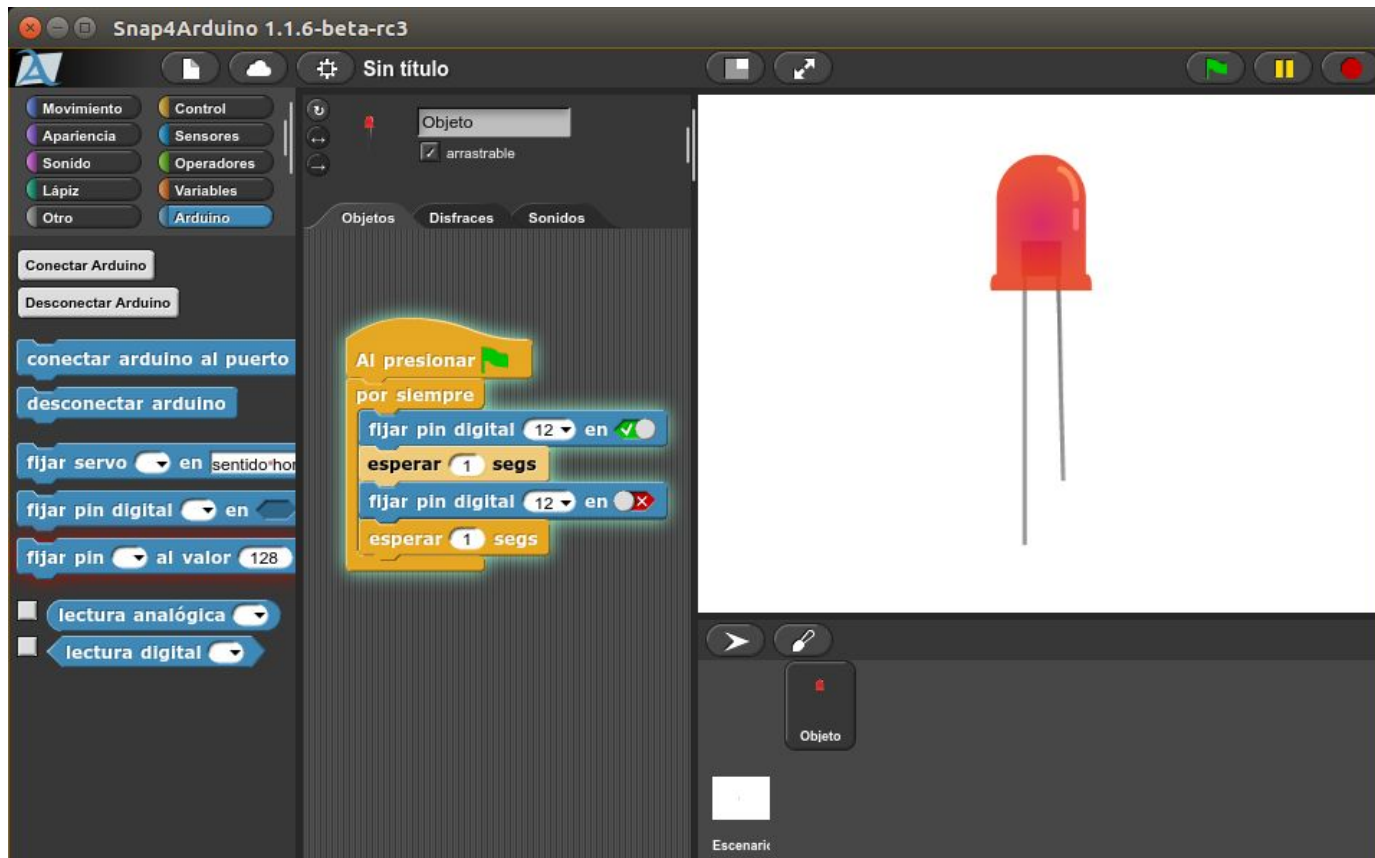 Snap4Arduino 1.1.6-beta-rc3
Sin título
Movimiento
Control
Apariencia
Sensores
Sonido
Operadores
Lápiz
Variables
Otro
Arduino
Conectar Arduino
Desconectar Arduino
conectar arduino al puerto
desconectar arduino
fijar servo en sentido hor
fijar pin digital en
fijar pin al valor 128
lectura analógica
lectura digital
Objeto
arrastrable
Objetos
Disfraces
Sonidos
Al presionar
por siempre
fijar pin digital 12 en
esperar 1 segs
fijar pin digital 12 en
esperar 1 segs
Objeto
Escenario